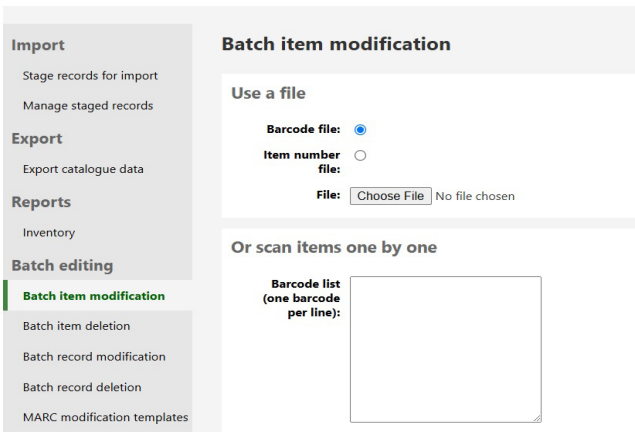 Import
Stage records for import
Manage staged records
Export
Export catalogue data
Reports
Inventory
Batch editing
Batch item modification
Batch item deletion
Batch record modification
Batch record deletion
MARC modification templates
Batch item modification
Use a file
Barcode file:
Item number
file:
File: Choose File No file chosen
Or scan items one by one
Barcode list
(one barcode
per line):